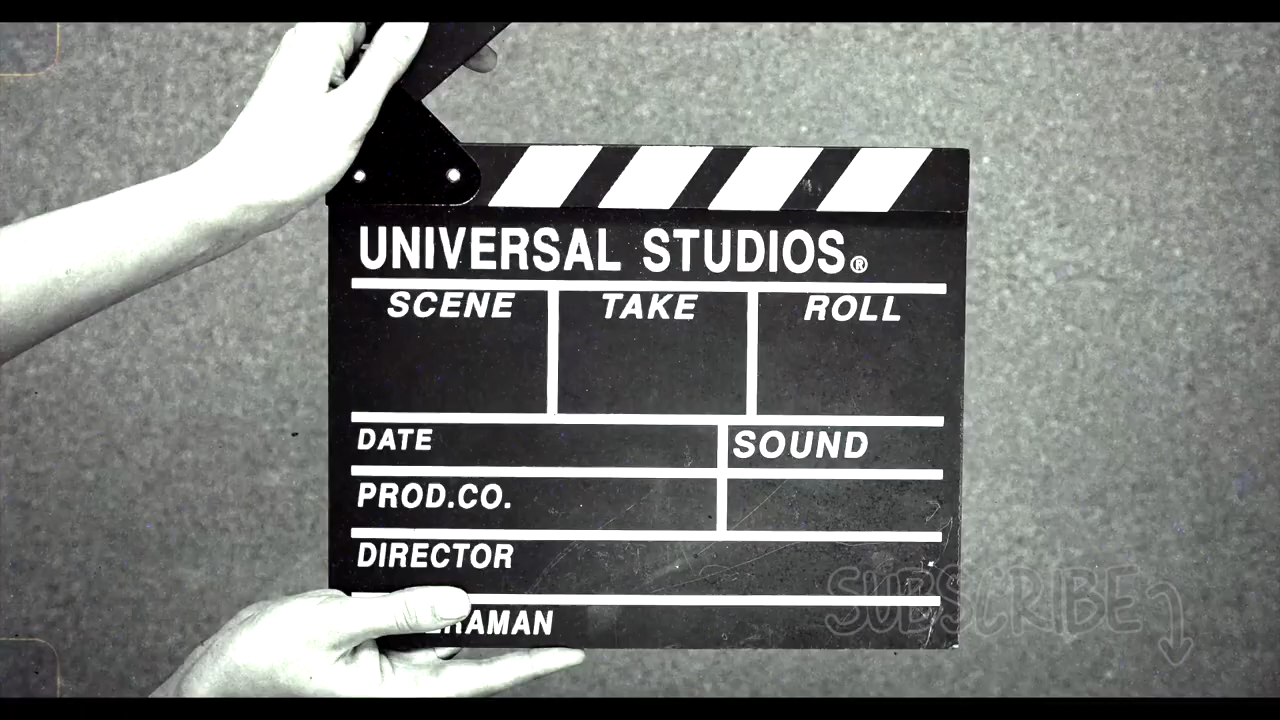 UNIVERSAL STUDIOS®
SCENE TAKE ROLL
DATE SOUND
PROD.CO.
DIRECTOR
ERAMAN
SUBSCRIBE